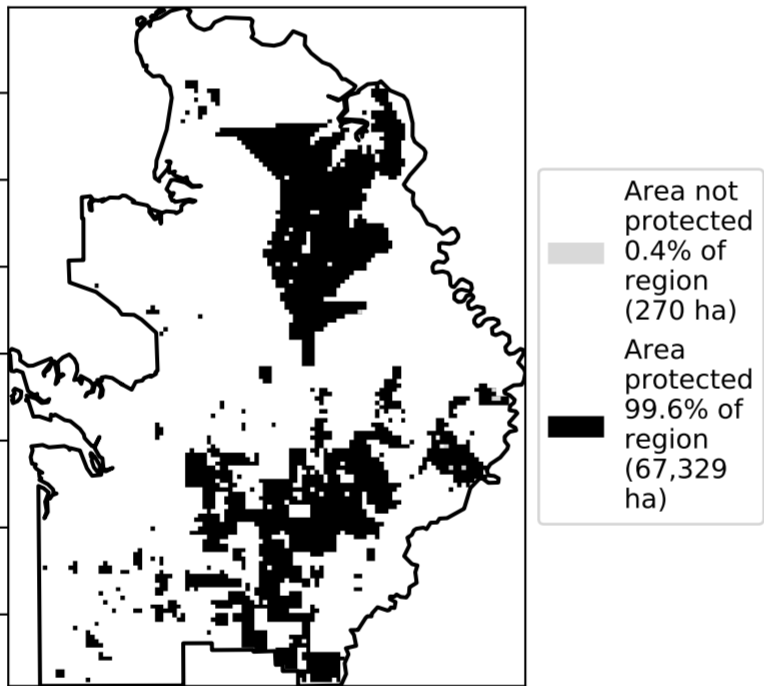 Area not
protected
0.4% of
region
(270 ha)
Area
protected
99.6% of
region
(67,329
ha)